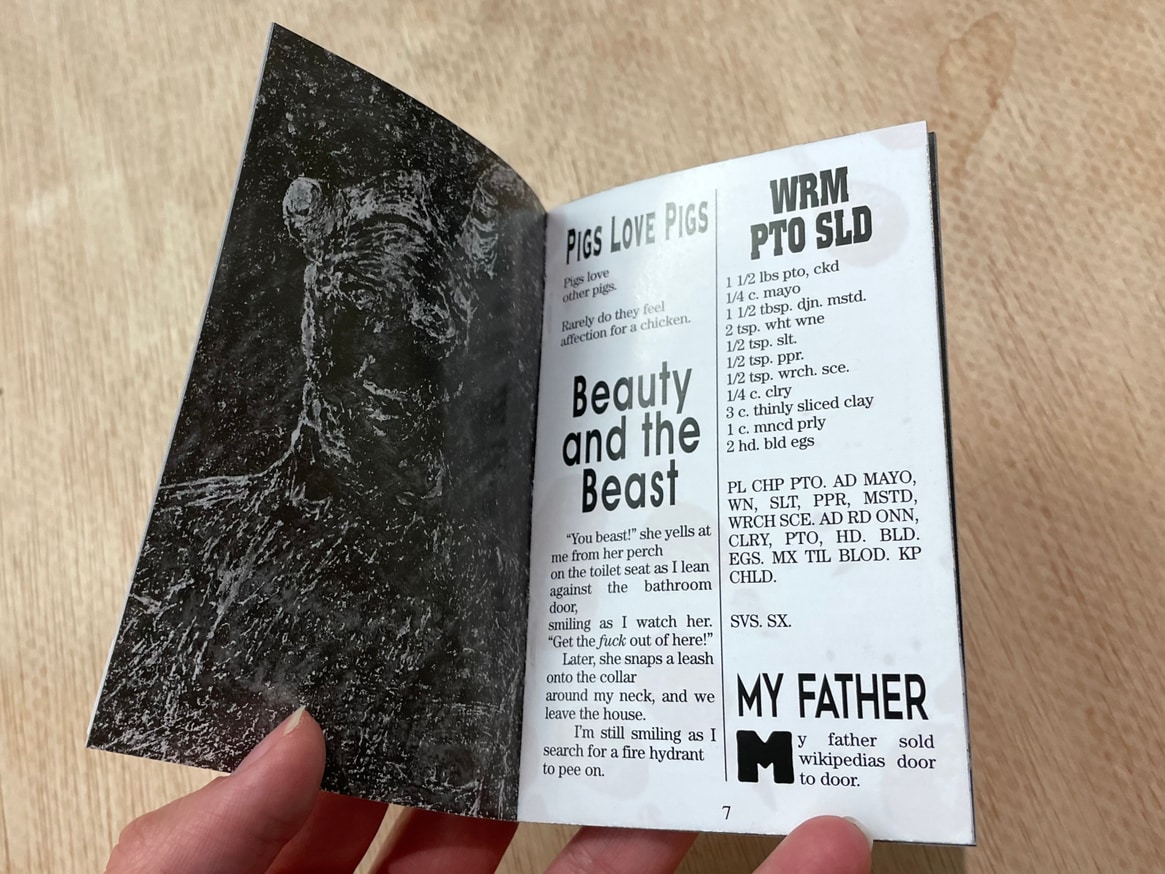 PIGS LOVE PIGS
Pigs love
other pigs.
Rarely do they feel
affection for a chicken.
Beauty
and the
Beast
“You beast!” she yells at
me from her perch
on the toilet seat as I lean
against the bathroom
door,
smiling as I watch her.
“Get the fuck out of here!”
Later, she snaps a leash
onto the collar
around my neck, and we
leave the house.
I'm still smiling as I
search for a fire hydrant
to pee on.
WRM
PTO SLD
1 1/2 lbs pto, ckd
1/4 c. mayo
1 1/2 tbsp. djn. mstd.
2 tsp. wht wne
1/2 tsp. slt.
1/2 tsp. ppr.
1/2 tsp. wrch. sce.
1/4 c. clry
3 c. thinly sliced clay
1 c. mncd prly
2 hd. bld egs
PL CHP PTO. AD MAYO,
WN, SLT, PPR, MSTD,
WRCH SCE. AD RD ONN,
CLRY, PTO, HD. BLD.
EGS. MX TIL BLOD. KP
CHLD.
SVS. SX.
MY FATHER
My father sold
wikipedias door
to door.
7